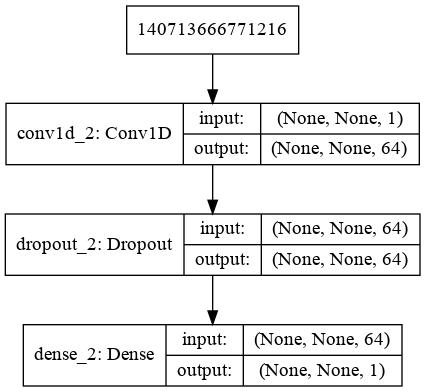 140713666771216
conv1d_2: Conv1D
input: (None, None, 1)
output: (None, None, 64)
dropout_2: Dropout
input: (None, None, 64)
output: (None, None, 64)
dense_2: Dense
input: (None, None, 64)
output: (None, None, 1)